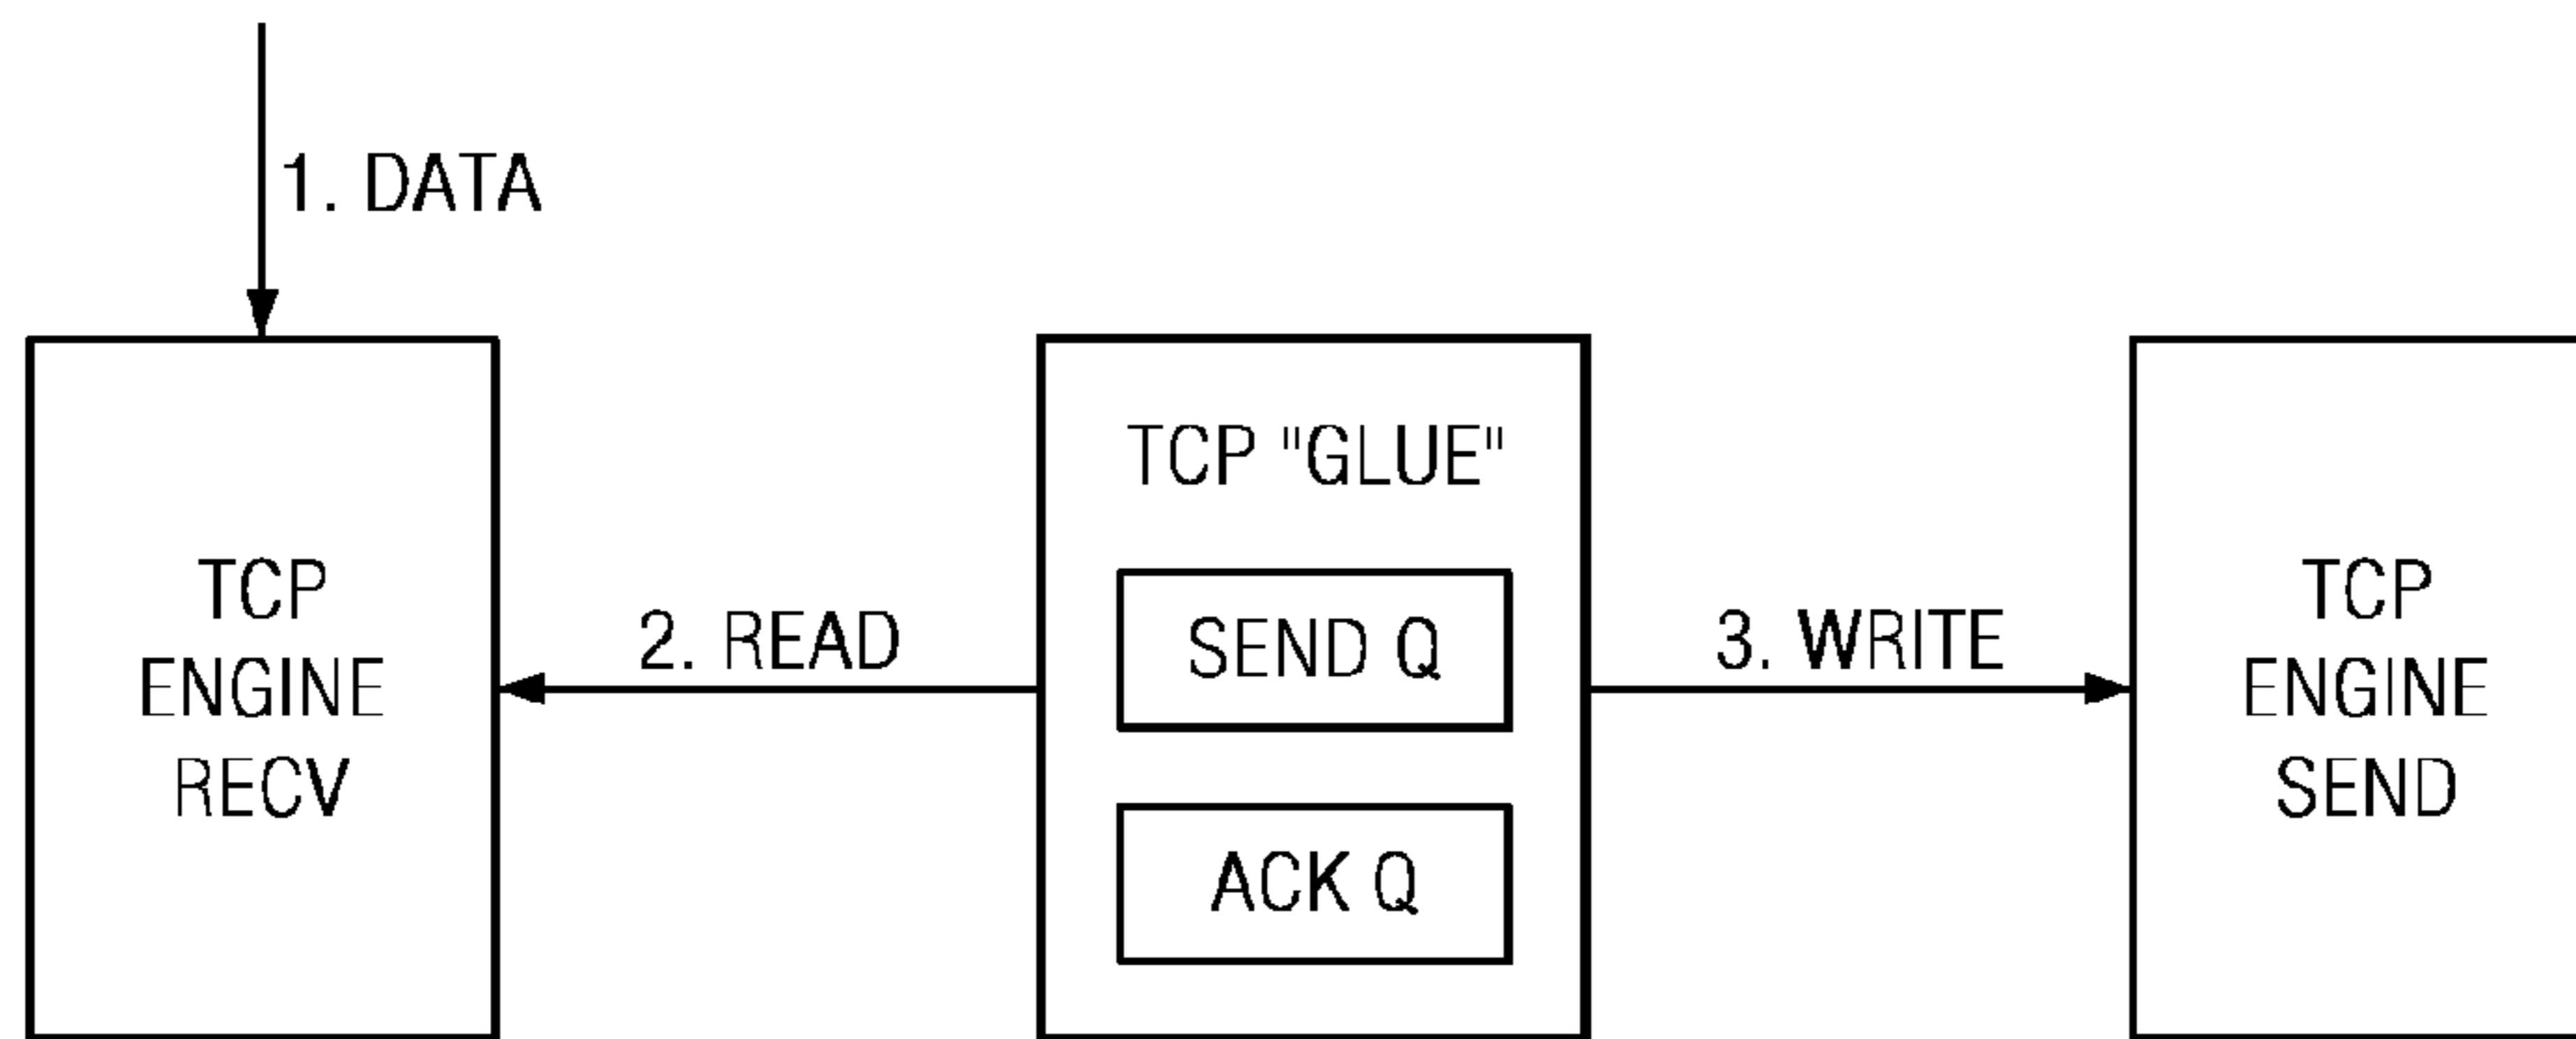 1. DATA
TCP
ENGINE
RECV
2. READ
TCP "GLUE"
SEND Q
ACK Q
3. WRITE
TCP
ENGINE
SEND